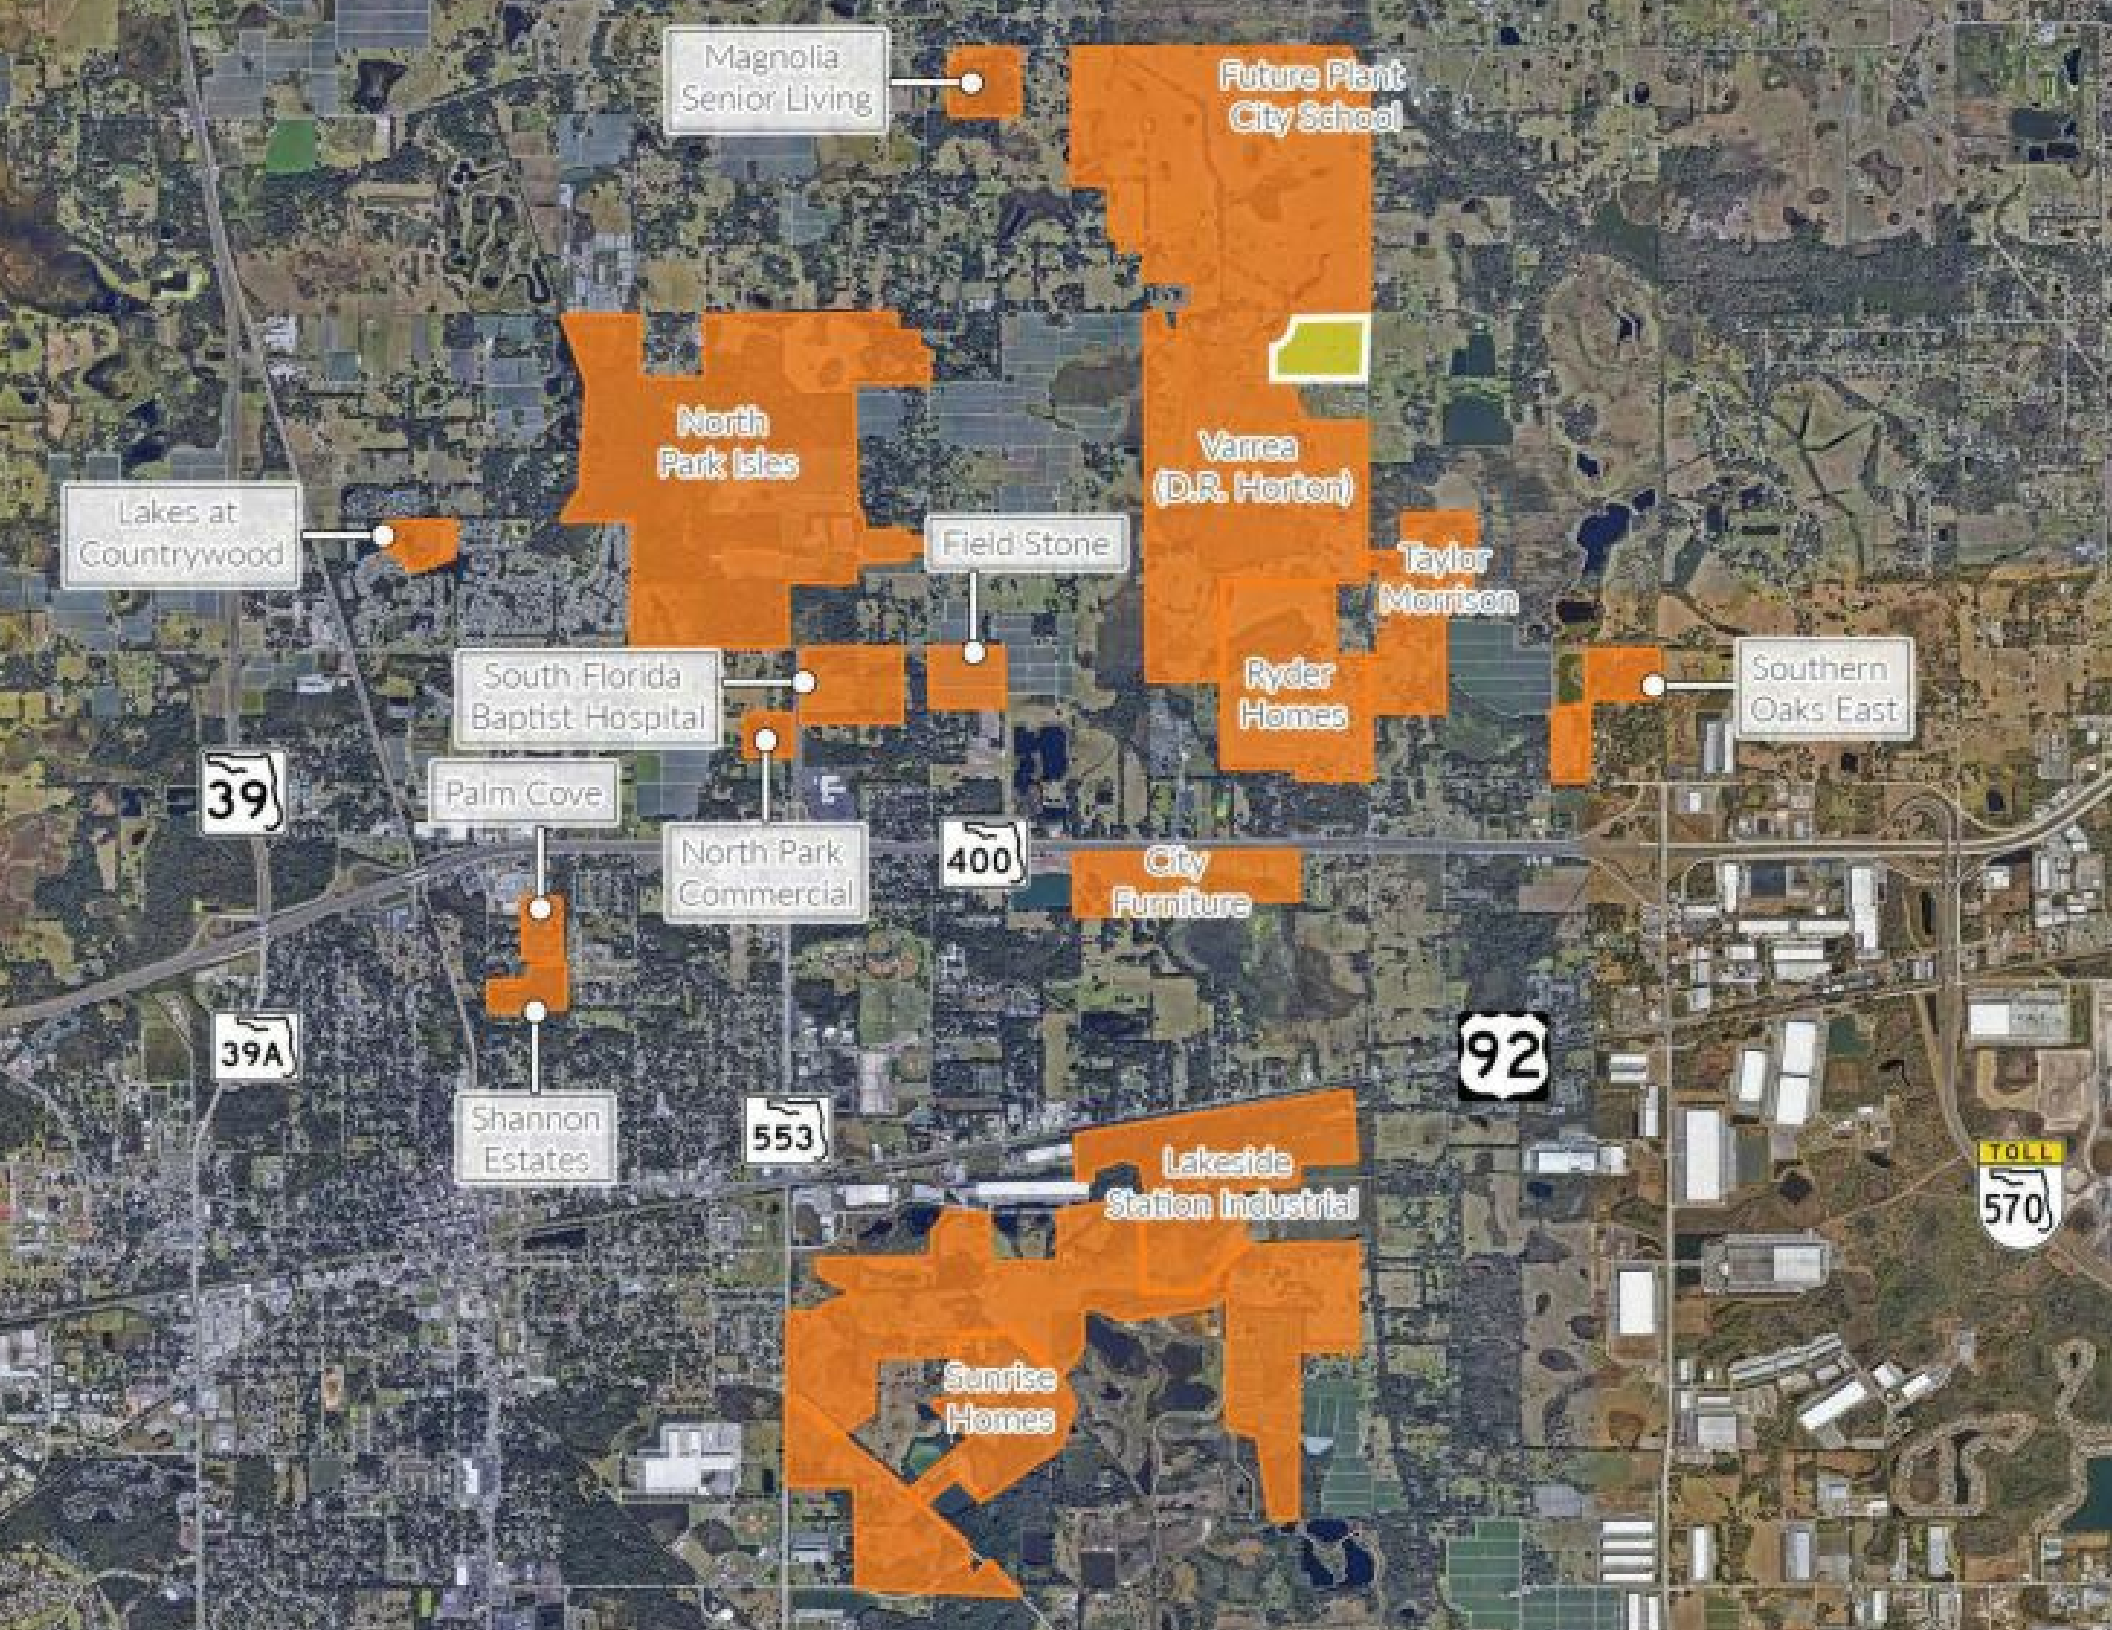 Magnolia
Senior Living
Future Plant
City School
North
Park Isles
Varrea
(D.R. Horton)
Lakes at
Countrywood
Field Stone
Taylor
Morrison
South Florida
Baptist Hospital
Ryder
Homes
Southern
Oaks East
39
Palm Cove
North Park
Commercial
400
City
Furniture
39A
92
Shannon
Estates
553
Lakeside
Station Industrial
TOLL
570
Sunrise
Homes